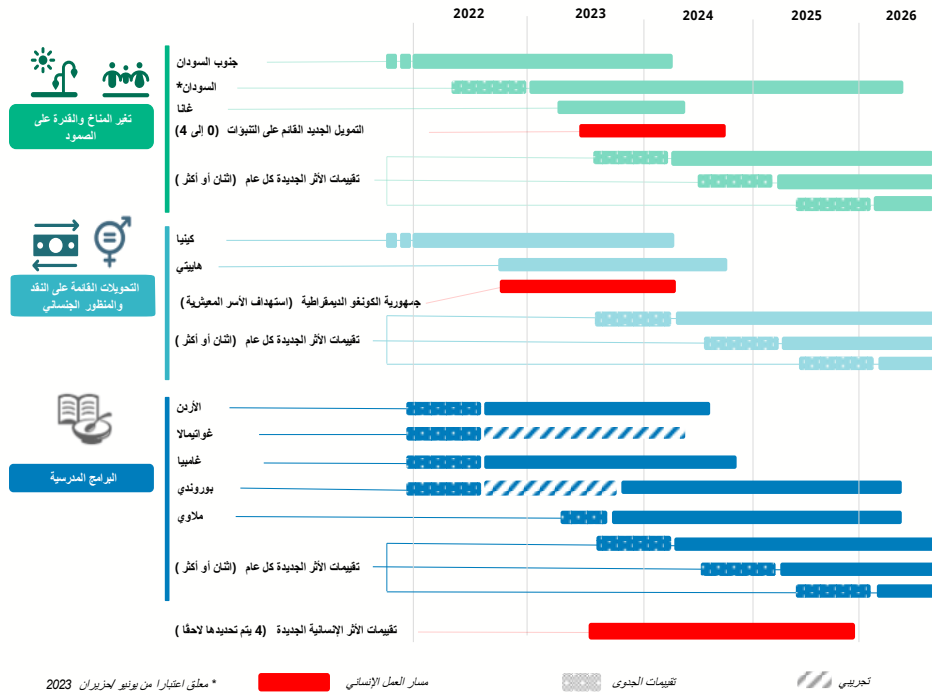 2022 2023 2024 2025 2026
تغير المناخ والقدرة على
الصمود
جنوب السودان
السودان*
غانا
التمويل الجديد القائم على التنبؤات (0 إلى 4)
تقييمات الأثر الجديدة كل عام (اثنان أو أكثر )
التحويلات القائمة على النقد
والمنظور الجنساني
كينيا
هاييتي
جمهورية الكونغو الديمقراطية (استهداف الأسر المعيشية)
تقييمات الأثر الجديدة كل عام (اثنان أو أكثر )
البرامج المدرسية
الأردن
غواتيمالا
غامبيا
بوروندي
ملاوي
تقييمات الأثر الجديدة كل عام (اثنان أو أكثر )
تقييمات الأثر الإنسانية الجديدة (4 يتم تحديدها لاحقا )
تجريبي
تقييمات الجدوى
مسار العمل الإنساني
* معلق اعتبارا من يونيو /حزيران 2023